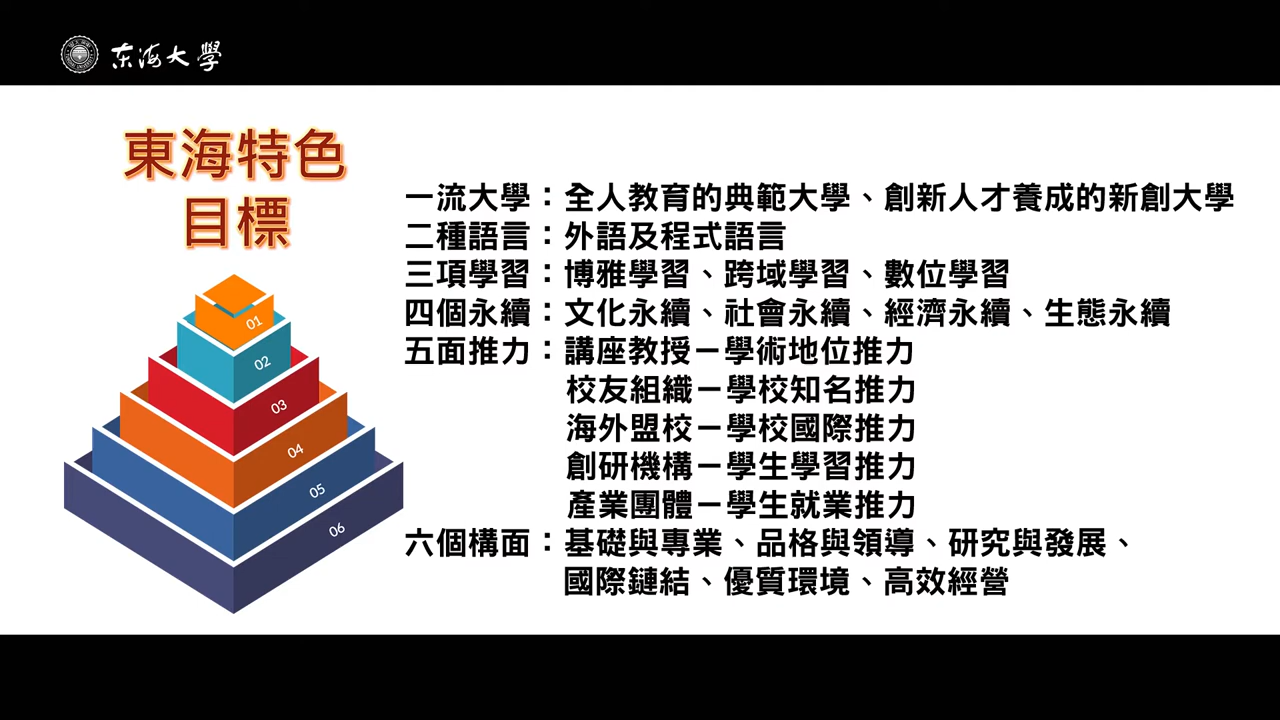 东海大學
東海特色
目標
一流大學：全人教育的典範大學、創新人才養成的新創大學
二種語言：外語及程式語言
三項學習：博雅學習、跨域學習、數位學習
四個永續：文化永續、社會永續、經濟永續、生態永續
五面推力：講座教授－學術地位推力
校友組織－學校知名推力
海外盟校－學校國際推力
創研機構－學生學習推力
產業團體－學生就業推力
六個構面：基礎與專業、品格與領導、研究與發展、
國際鏈結、優質環境、高效經營
01
02
03
04
05
06